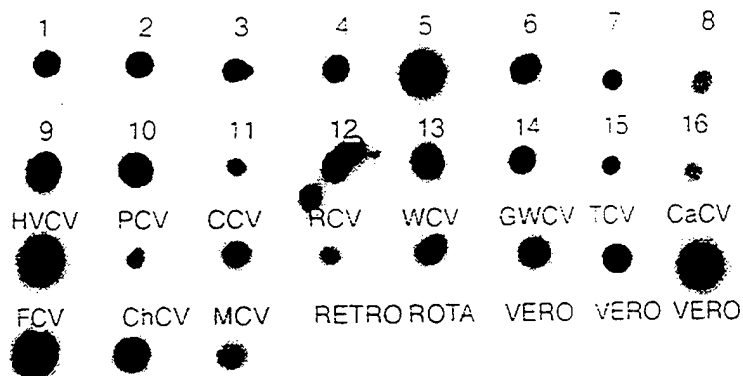 1 2 3 4 5 6 7 8
9 10 11 12 13 14 15 16
HVCV PCV CCV RCV WCV GWCV TCV CaCV
FCV ChCV MCV RETRO ROTA VERO VERO VERO